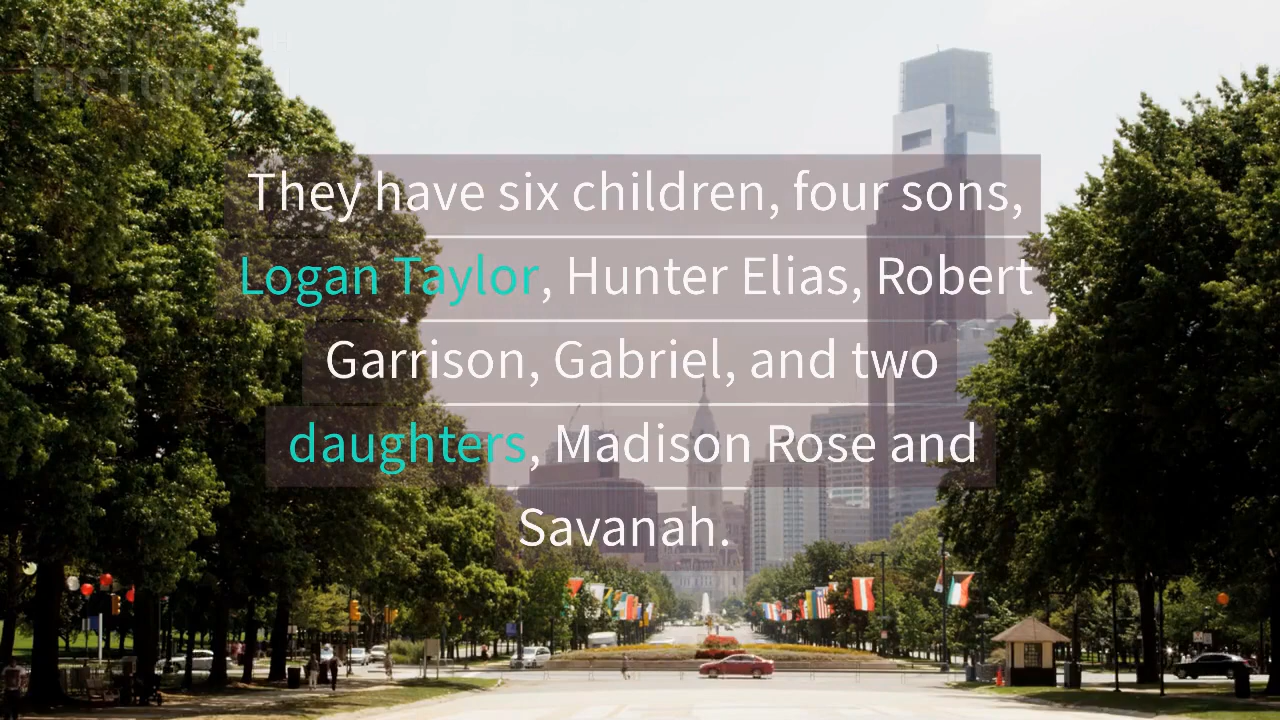 PICTORY
They have six children, four sons,
Logan Taylor, Hunter Elias, Robert
Garrison, Gabriel, and two
daughters, Madison Rose and
Savanah.